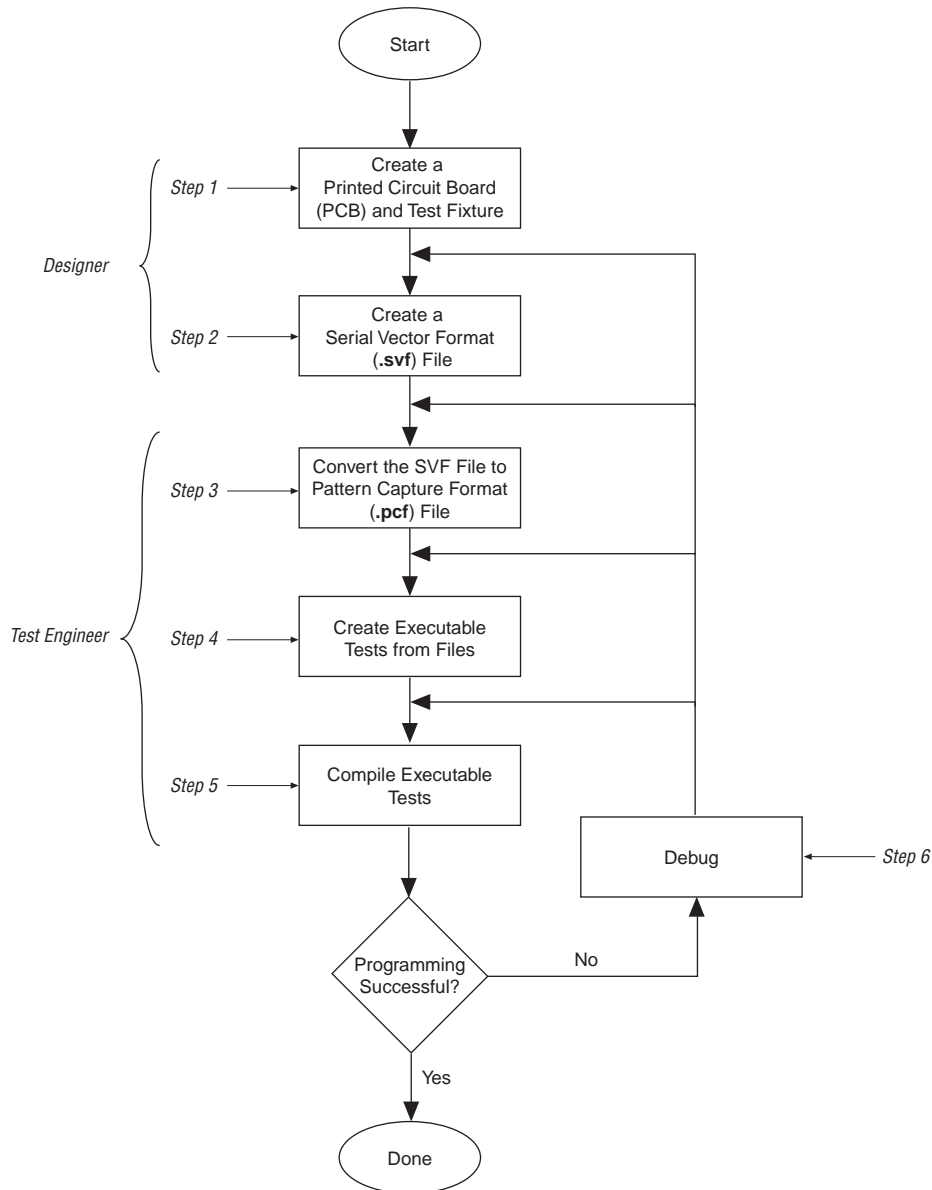 Start
Create a
Printed Circuit Board
(PCB) and Test Fixture
Step 1
Designer
Create a
Serial Vector Format
(.svf) File
Step 2
Convert the SVF File to
Pattern Capture Format
(.pcf) File
Step 3
Test Engineer
Create Executable
Tests from Files
Step 4
Compile Executable
Tests
Step 5
Debug
Step 6
Programming
Successful?
No
Yes
Done